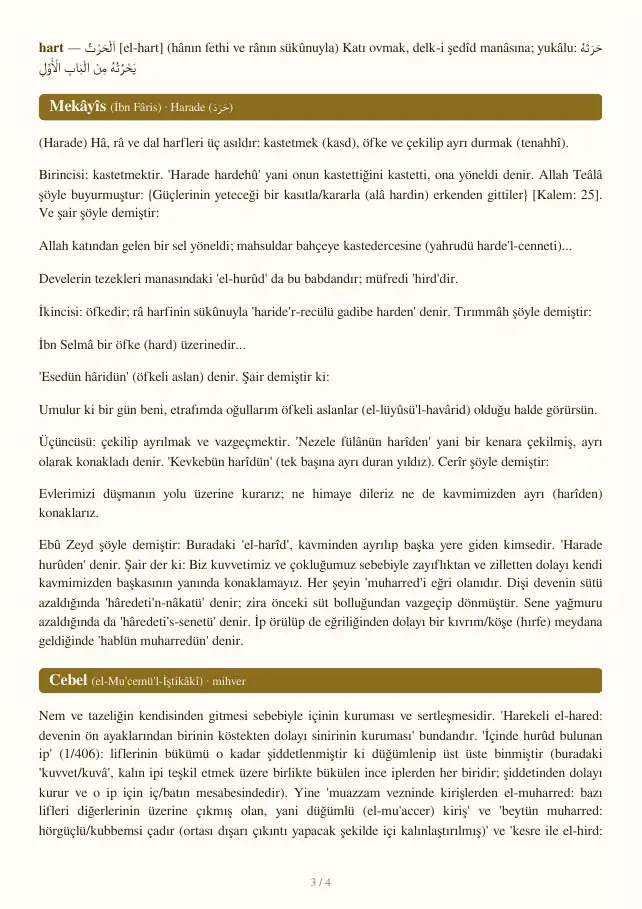 hart — اَلْحَرْتُ [el-hart] (hânın fethi ve rânın sükûnuyla) Katı ovmak, delk-i şedîd manâsına; yukâlu: حَرَتَهُ
يَحْرُتُهُ مِنَ الْبَابِ الْأَوَّلِ
Mekâyîs (İbn Fâris) · Harade (حَرَدَ)
(Harade) Hâ, râ ve dal harfleri üç asıldır: kastetmek (kasd), öfke ve çekilip ayrı durmak (tenahhî).
Birincisi: kastetmektir. 'Harade hardehû' yani onun kastettiğini kastetti, ona yöneldi denir. Allah Teâlâ
şöyle buyurmuştur: {Güçlerinin yeteceği bir kasıtla/kararla (alâ hardin) erkenden gittiler} [Kalem: 25].
Ve şair şöyle demiştir:
Allah katından gelen bir sel yöneldi; mahsuldar bahçeye kastedercesine (yahrudü harde'l-cenneti)...
Develerin tezekleri manasındaki 'el-hurûd' da bu babdandır; müfredi 'hird'dir.
İkincisi: öfkedir; râ harfinin sükûnuyla 'haride'r-recülü gadibe harden' denir. Tırımmâh şöyle demiştir:
İbn Selmâ bir öfke (hard) üzerinedir...
'Esedün hâridün' (öfkeli aslan) denir. Şair demiştir ki:
Umulur ki bir gün beni, etrafımda oğullarım öfkeli aslanlar (el-lüyûsü'l-havârid) olduğu halde görürsün.
Üçüncüsü: çekilip ayrılmak ve vazgeçmektir. 'Nezele fülânün harîden' yani bir kenara çekilmiş, ayrı
olarak konakladı denir. 'Kevkebün harîdün' (tek başına ayrı duran yıldız). Cerîr şöyle demiştir:
Evlerimizi düşmanın yolu üzerine kurarız; ne himaye dileriz ne de kavmimizden ayrı (harîden)
konaklarız.
Ebû Zeyd şöyle demiştir: Buradaki 'el-harîd', kavminden ayrılıp başka yere giden kimsedir. 'Harade
hurûden' denir. Şair der ki: Biz kuvvetimiz ve çokluğumuz sebebiyle zayıflıktan ve zilletten dolayı kendi
kavmimizden başkasının yanında konaklamayız. Her şeyin 'muharred'i eğri olanıdır. Dişi devenin sütü
azaldığında 'hâredeti'n-nâkatü' denir; zira önceki süt bolluğundan vazgeçip dönmüştür. Sene yağmuru
azaldığında da 'hâredeti's-senetü' denir. İp örülüp de eğriliğinden dolayı bir kıvrım/köşe (hırfe) meydana
geldiğinde 'hablün muharredün' denir.
Cebel (el-Mu'cemü'l-İştikâkî) · mihver
Nem ve tazeliğin kendisinden gitmesi sebebiyle içinin kuruması ve sertleşmesidir. 'Harekeli el-hared:
devenin ön ayaklarından birinin köstekten dolayı sinirinin kuruması' bundandır. 'İçinde hurûd bulunan
ip' (1/406): liflerinin bükümü o kadar şiddetlenmiştir ki düğümlenip üst üste binmiştir (buradaki
'kuvvet/kuvâ', kalın ipi teşkil etmek üzere birlikte bükülen ince iplerden her biridir; şiddetinden dolayı
kurur ve o ip için iç/batın mesabesindedir). Yine 'muazzam vezninde kirişlerden el-muharred: bazı
lifleri diğerlerinin üzerine çıkmış olan, yani düğümlü (el-mu'accer) kiriş' ve 'beytün muharred:
hörgüçlü/kubbemsi çadır (ortası dışarı çıkıntı yapacak şekilde içi kalınlaştırılmış)' ve 'kesre ile el-hird:
3 / 4